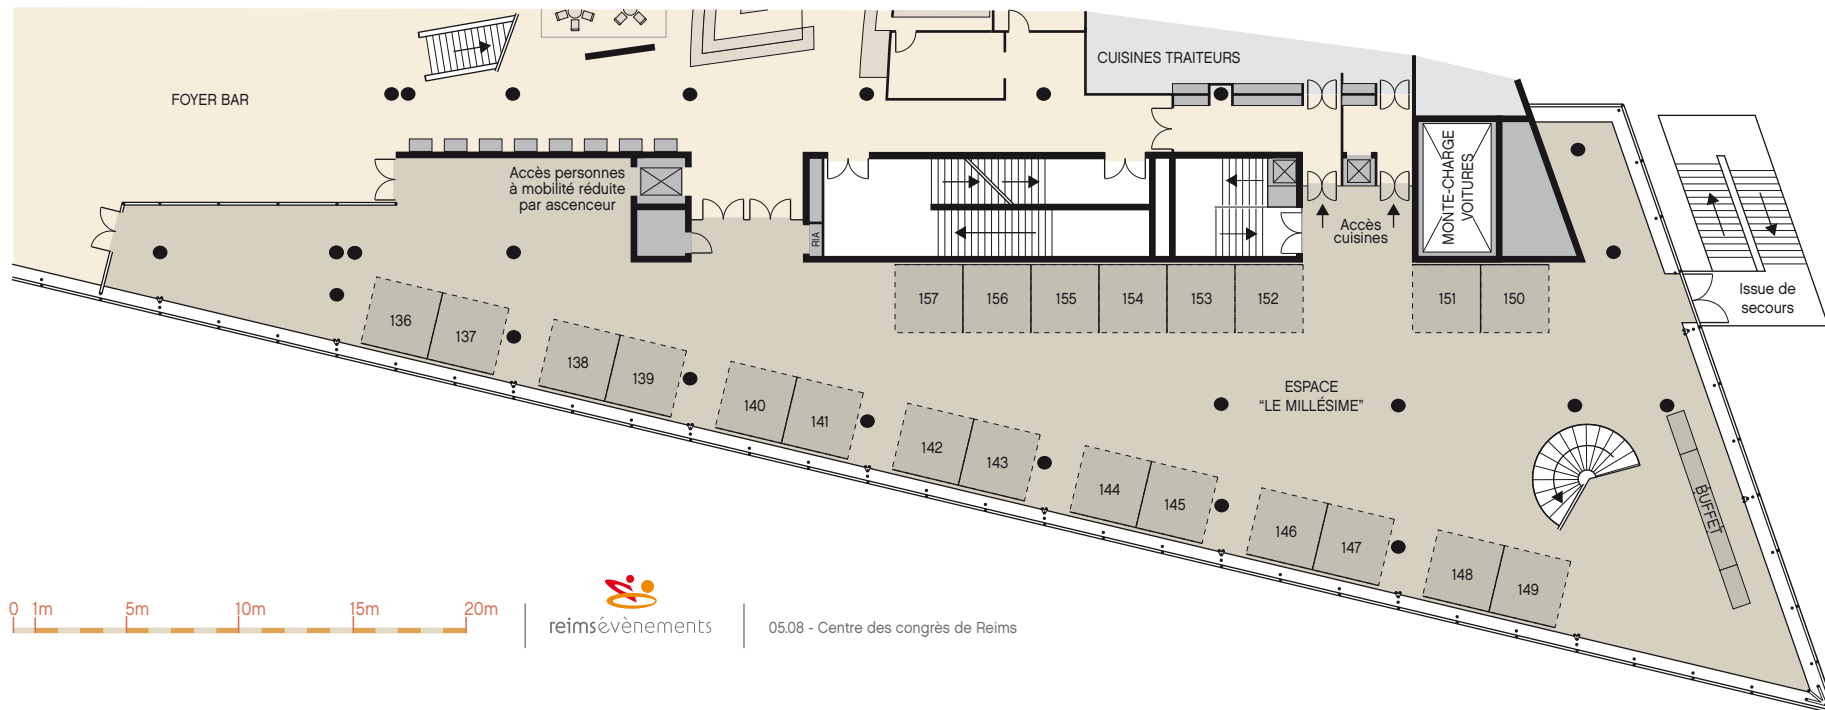 CUISINES TRAITEURS
FOYER BAR
Accès personnes
à mobilité réduite
par ascenceur
RIA
Accès
cuisines
MONTE-CHARGE
VOITURES
Issue de
secours
157 156 155 154 153 152 151 150
136 137 138 139 140 141 142 143 144 145 146 147 148 149
ESPACE
“LE MILLÉSIME”
BUFFET
0 1m 5m 10m 15m 20m
reimsévènements
05.08 - Centre des congrès de Reims